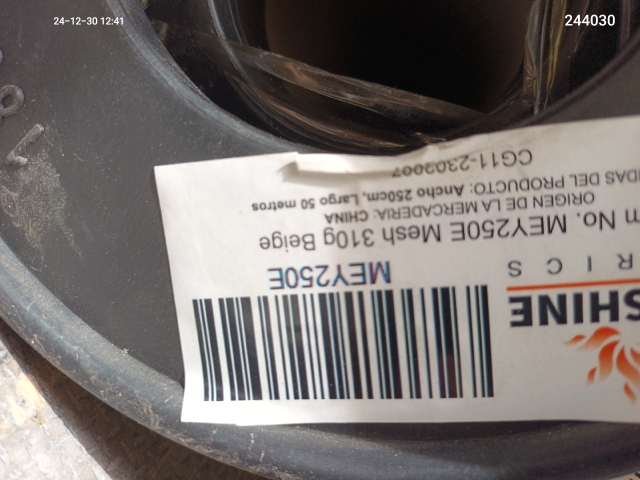 24-12-30 12:41
244030
SHINE
RICS
MEY250E
m No. MEY250E Mesh 310g Beige
ORIGEN DE LA MERCADERIA: CHINA
IDAS DEL PRODUCTO: Ancho 250cm, Largo 50 metros
CG11-2303007